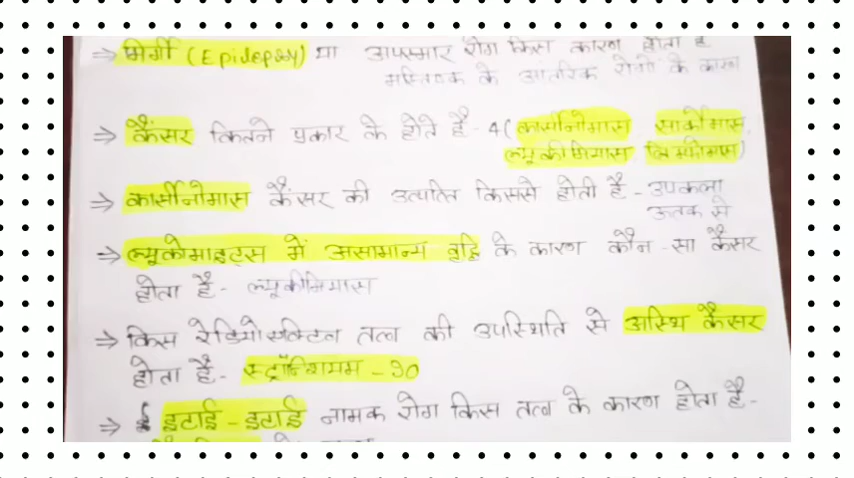 ⇒ मिर्गी (Epidepsy) या अपस्मार रोग किस कारण होता है
मस्तिष्क के आंतरिक रोगों के कारण
⇒ कैंसर कितने प्रकार के होते है - 4 (कार्सीनोमास सार्कोमास,
ल्यूकीमियास लिम्फोमास)
⇒ कार्सीनोमास कैंसर की उत्पत्ति किससे होती है - उपकला
ऊतक से
⇒ ल्यूकोसाइट्स में असामान्य वृद्धि के कारण कौन-सा कैंसर
होता है - ल्यूकीमियास
⇒ किस रेडियोसक्टिव तत्व की उपस्थिति से अस्थि कैंसर
होता है - स्ट्रॉन्शियम - 90
⇒ इटाई - इटाई नामक रोग किस तत्व के कारण होता है -